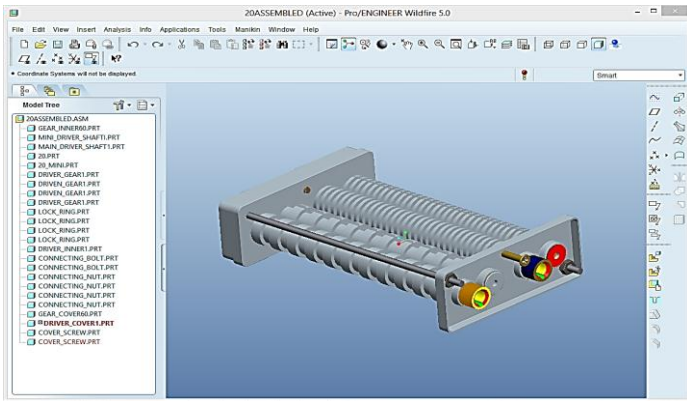 20ASSEMBLED (Active) - Pro/ENGINEER Wildfire 5.0
File Edit View Insert Analysis Info Applications Tools Manikin Window Help
• Coordinate Systems will not be displayed.
Smart
Model Tree
20ASSEMBLED.ASM
GEAR_INNER60.PRT
MINI_DRIVER_SHAFTI.PRT
MAIN_DRIVER_SHAFT1.PRT
20.PRT
20_MINI.PRT
DRIVER_GEAR1.PRT
DRIVEN_GEAR1.PRT
DRIVEN_GEAR1.PRT
DRIVER_GEAR1.PRT
LOCK_RING.PRT
LOCK_RING.PRT
LOCK_RING.PRT
LOCK_RING.PRT
DRIVER_INNER1.PRT
CONNECTING_BOLT.PRT
CONNECTING_BOLT.PRT
CONNECTING_NUT.PRT
CONNECTING_NUT.PRT
CONNECTING_NUT.PRT
CONNECTING_NUT.PRT
GEAR_COVER60.PRT
DRIVER_COVER1.PRT
COVER_SCREW.PRT
COVER_SCREW.PRT